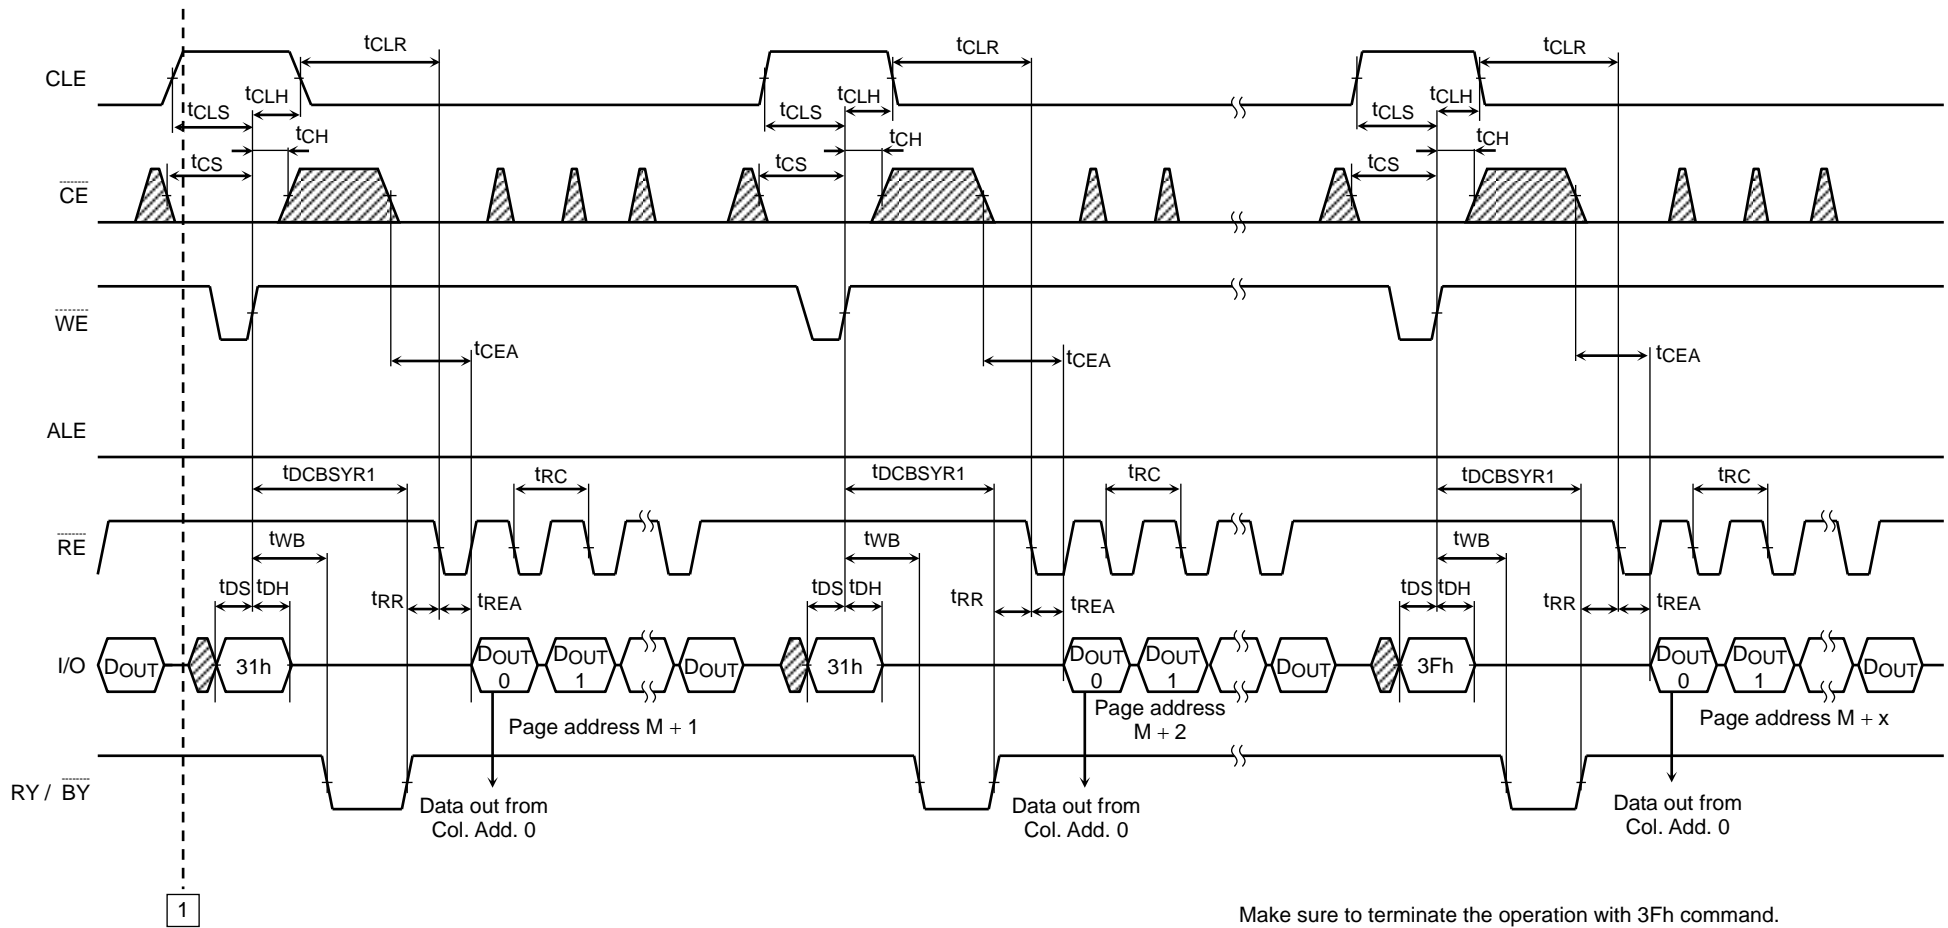 CLE
tCLR
tCLH
tCLS
tCH
tCS
tCLR
tCLH
tCLS
tCH
tCS
tCLR
tCLH
tCLS
tCH
tCS
CE
WE
tCEA
tCEA
tCEA
ALE
tDCBSYR1
tRC
tDCBSYR1
tRC
tDCBSYR1
tRC
RE
tWB
tWB
tWB
tDS
tDH
tRR
tREA
tDS
tDH
tRR
tREA
tDS
tDH
tRR
tREA
I/O
DOUT
31h
DOUT
0
DOUT
1
DOUT
31h
DOUT
0
DOUT
1
DOUT
3Fh
DOUT
0
DOUT
1
DOUT
Page address M + 1
Page address
M + 2
Page address M + x
RY / BY
Data out from
Col. Add. 0
Data out from
Col. Add. 0
Data out from
Col. Add. 0
1
Make sure to terminate the operation with 3Fh command.